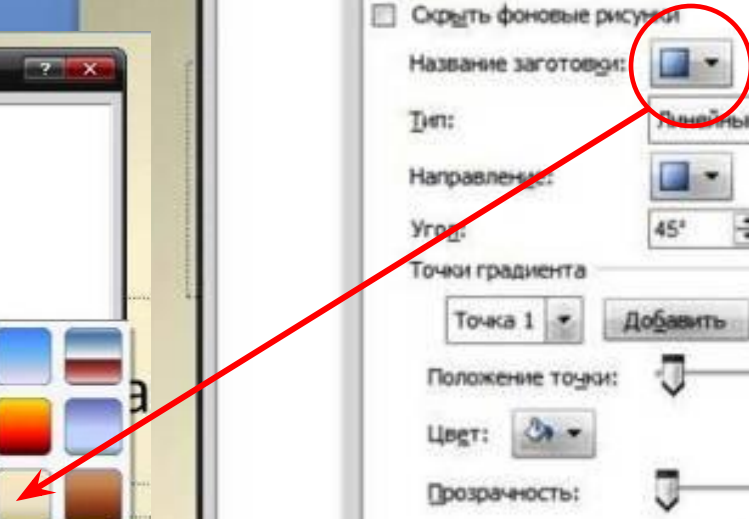 Скрыть фоновые рисунки
Название заготовки:
Тип:
Направление:
Угол:
45°
Точки градиента
Точка 1
Добавить
Положение точки:
Цвет:
Прозрачность:
?
а